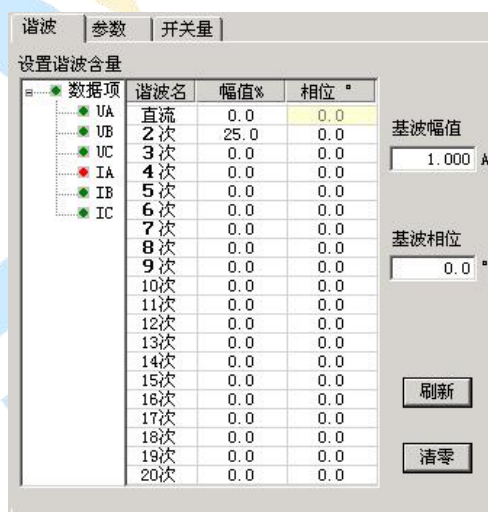 谐波 参数 开关量
设置谐波含量
数据项
UA
UB
UC
IA
IB
IC
谐波名 幅值% 相位 °
直流 0.0 0.0
2次 25.0 0.0
3次 0.0 0.0
4次 0.0 0.0
5次 0.0 0.0
6次 0.0 0.0
7次 0.0 0.0
8次 0.0 0.0
9次 0.0 0.0
10次 0.0 0.0
11次 0.0 0.0
12次 0.0 0.0
13次 0.0 0.0
14次 0.0 0.0
15次 0.0 0.0
16次 0.0 0.0
17次 0.0 0.0
18次 0.0 0.0
19次 0.0 0.0
20次 0.0 0.0
基波幅值
1.000 A
基波相位
0.0 °
刷新
清零